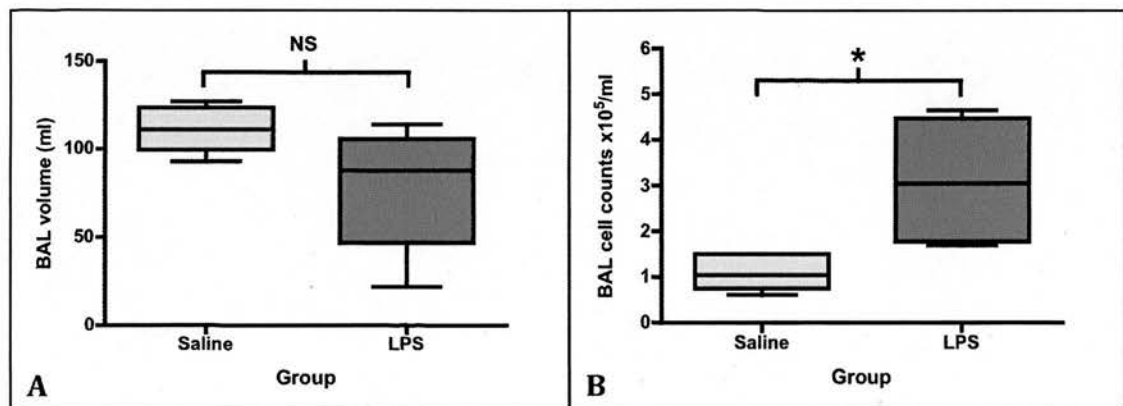 NS
150
100
50
0
BAL volume (ml)
Saline
LPS
Group
A
*
6
5
4
3
2
1
0
BAL cell counts x10⁵/ml
Saline
LPS
Group
B